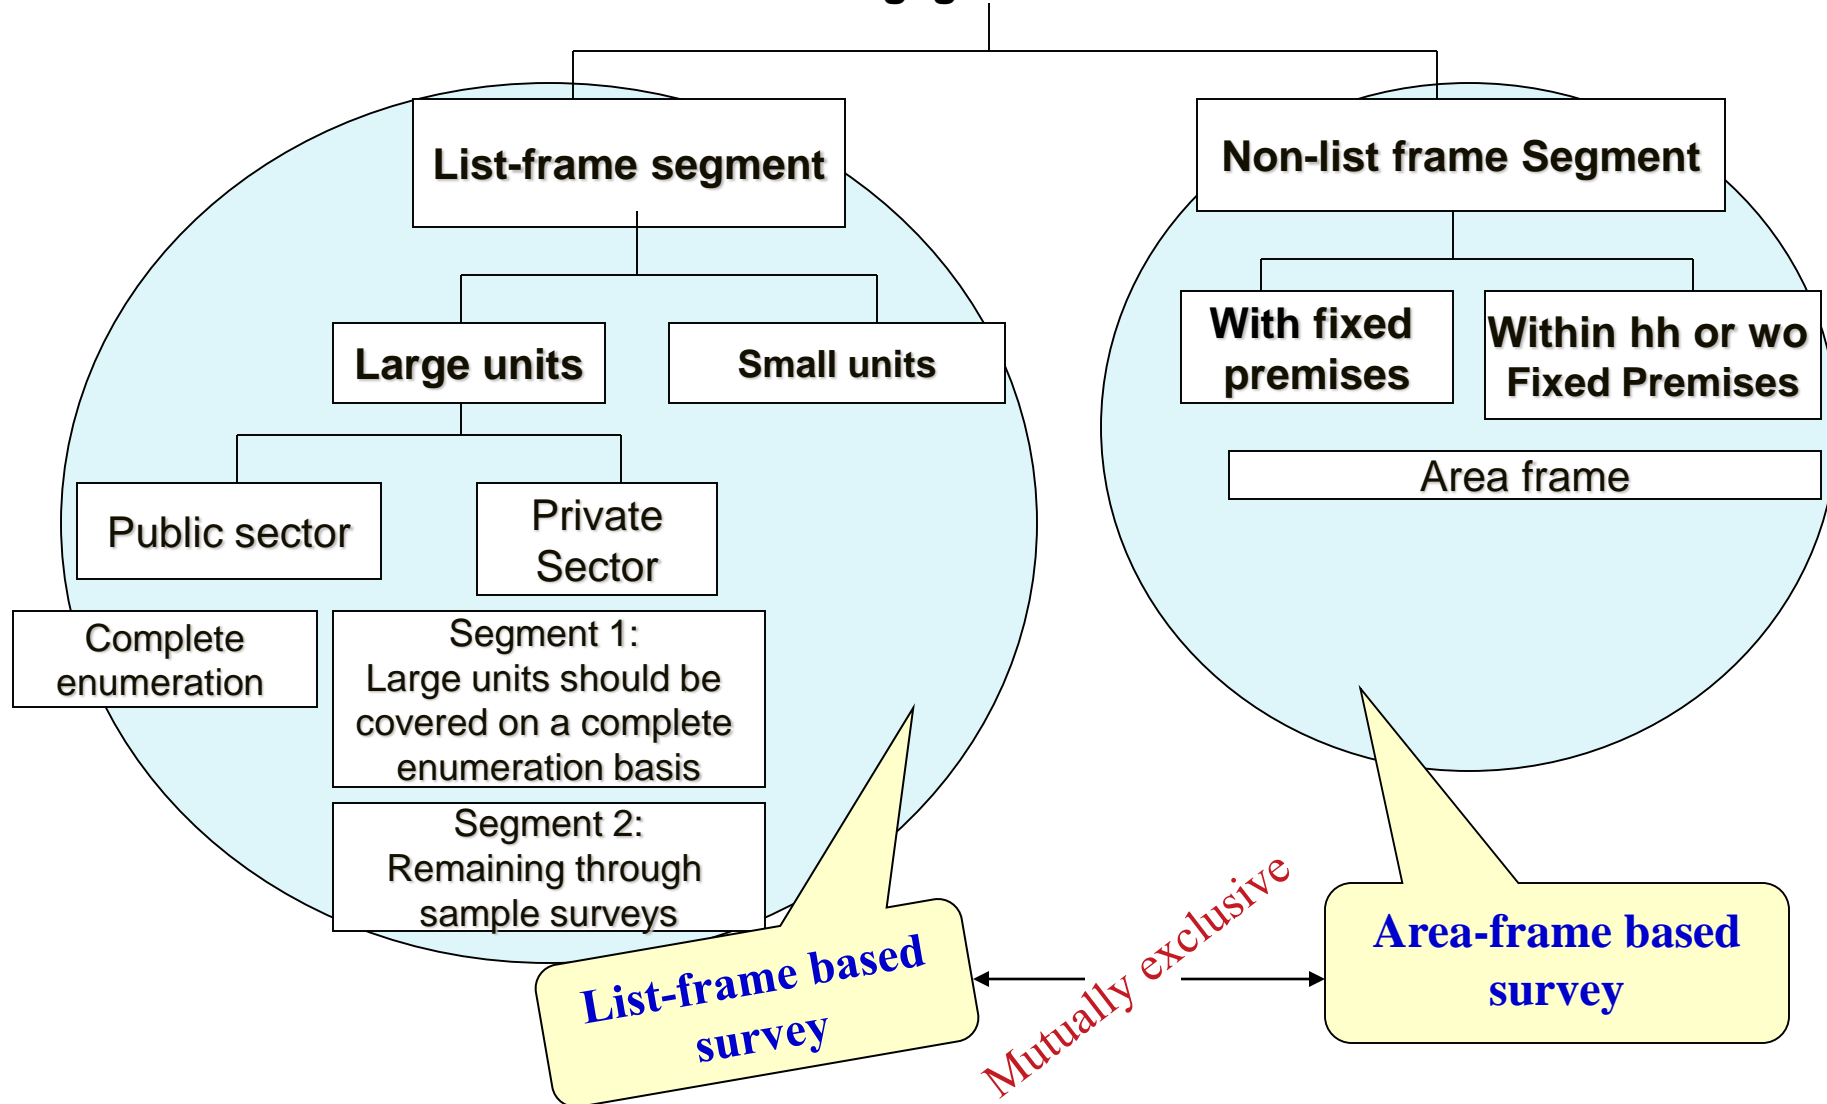 List-frame segment
Non-list frame Segment
Large units
Small units
With fixed
premises
Within hh or wo
Fixed Premises
Area frame
Public sector
Private
Sector
Complete
enumeration
Segment 1:
Large units should be
covered on a complete
enumeration basis
Segment 2:
Remaining through
sample surveys
List-frame based
survey
Mutually exclusive
Area-frame based
survey